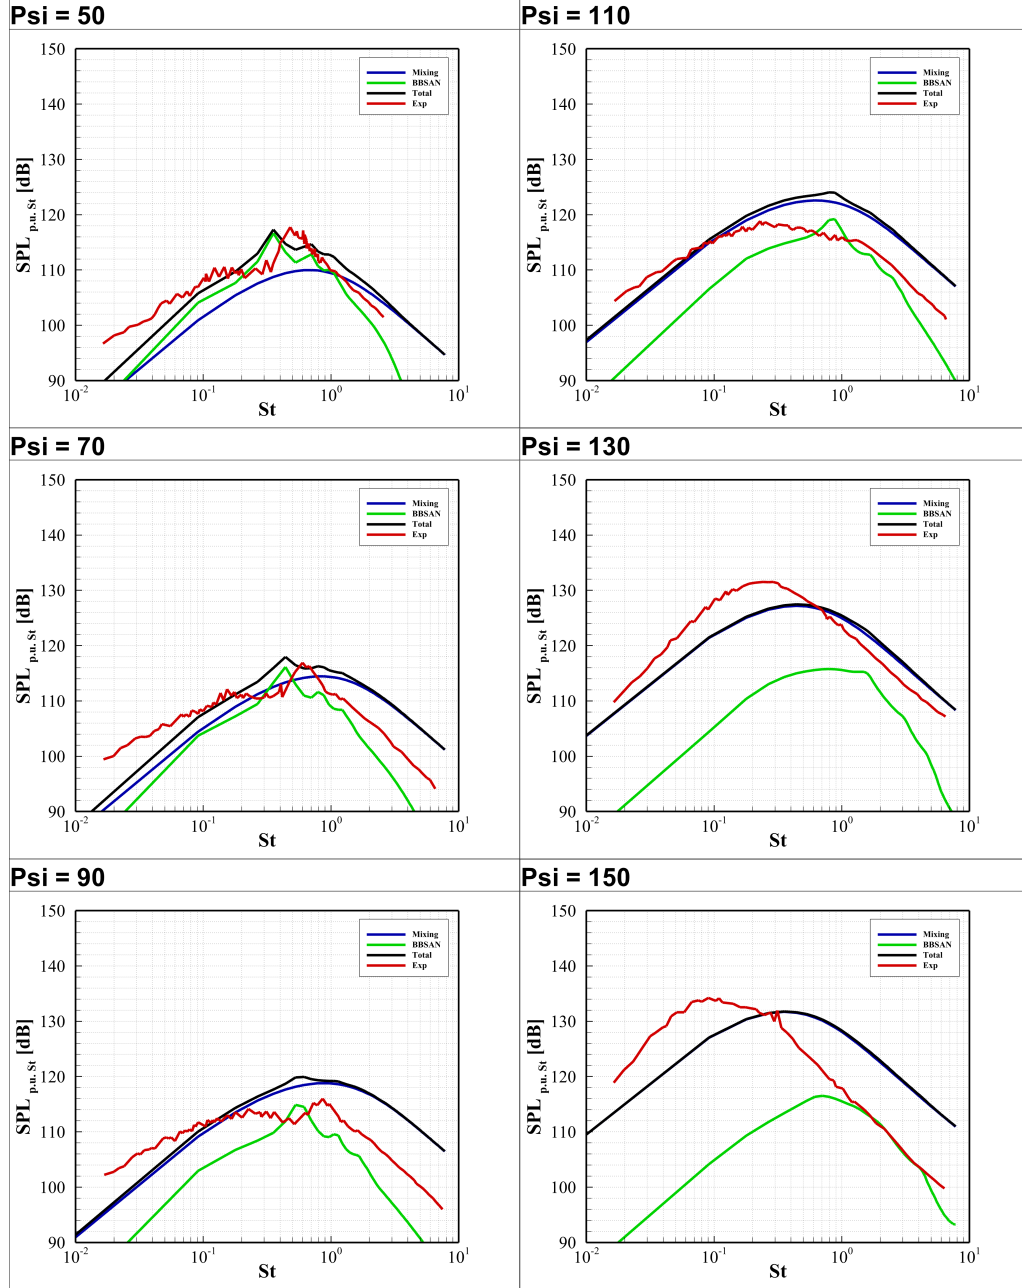 Psi = 50
150
140
130
120
110
100
90
SPL p.u. St [dB]
Mixing
BBSAN
Total
Exp
10-2
10-1
100
101
St
Psi = 110
150
140
130
120
110
100
90
SPL p.u. St [dB]
Mixing
BBSAN
Total
Exp
10-2
10-1
100
101
St
Psi = 70
150
140
130
120
110
100
90
SPL p.u. St [dB]
Mixing
BBSAN
Total
Exp
10-2
10-1
100
101
St
Psi = 130
150
140
130
120
110
100
90
SPL p.u. St [dB]
Mixing
BBSAN
Total
Exp
10-2
10-1
100
101
St
Psi = 90
150
140
130
120
110
100
90
SPL p.u. St [dB]
Mixing
BBSAN
Total
Exp
10-2
10-1
100
101
St
Psi = 150
150
140
130
120
110
100
90
SPL p.u. St [dB]
Mixing
BBSAN
Total
Exp
10-2
10-1
100
101
St